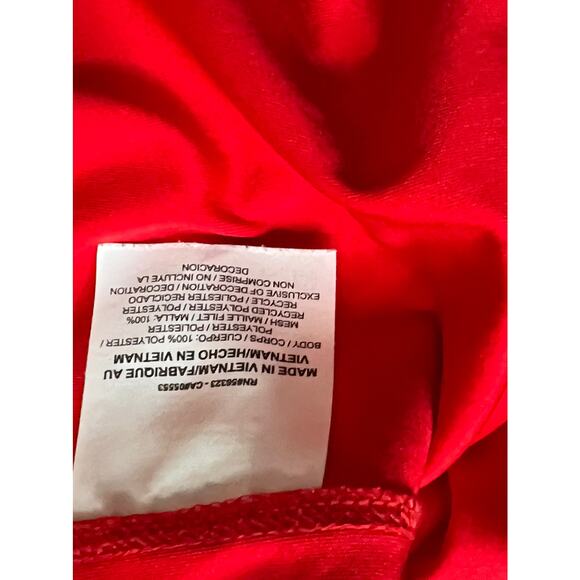 RN#56323 - CA#05553
MADE IN VIETNAM/FABRIQUE AU
VIETNAM/HECHO EN VIETNAM
BODY / CORPS / CUERPO: 100% POLYESTER /
POLYESTER / POLIESTER
MESH / MAILLE FILET / MALLA: 100%
RECYCLED POLYESTER / POLYESTER
RECYCLE / POLIESTER RECICLADO
EXCLUSIVE OF DECORATION / DECORATION
NON COMPRISE / NO INCLUYE LA
DECORACION